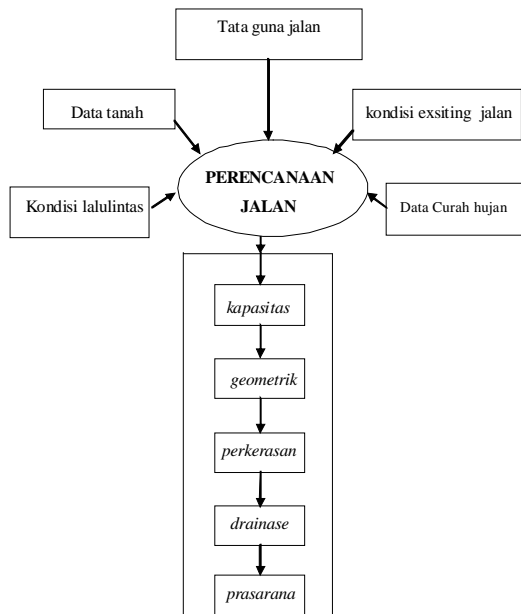 Tata guna jalan
Data tanah
kondisi exsiting jalan
PERENCANAAN
JALAN
Kondisi lalulintas
Data Curah hujan
kapasitas
geometrik
perkerasan
drainase
prasarana